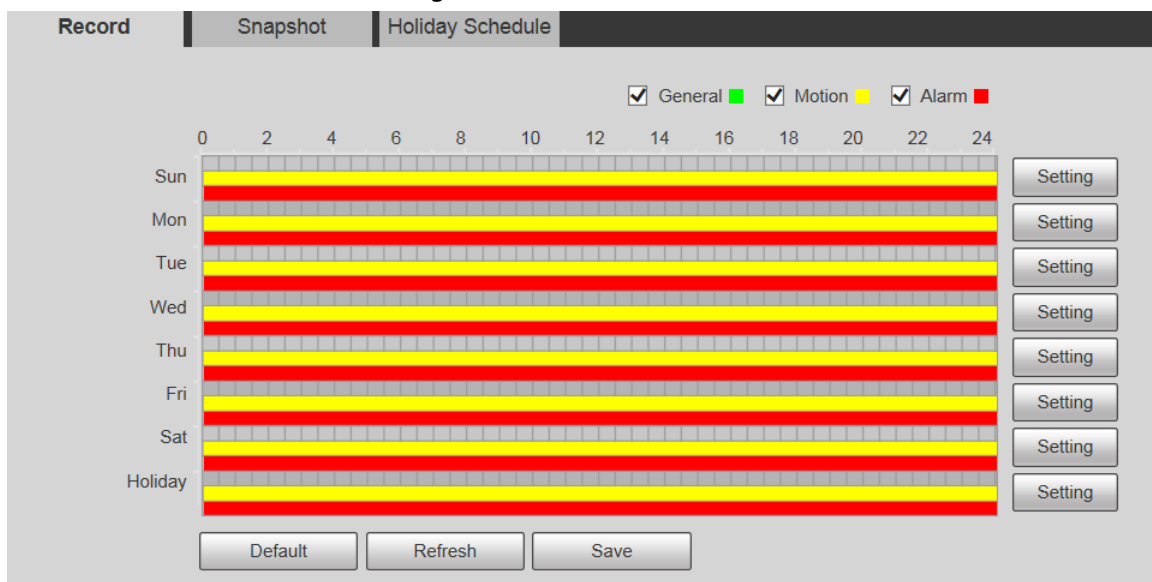 Record Snapshot Holiday Schedule
General Motion Alarm
0 2 4 6 8 10 12 14 16 18 20 22 24
Sun Setting
Mon Setting
Tue Setting
Wed Setting
Thu Setting
Fri Setting
Sat Setting
Holiday Setting
Default Refresh Save